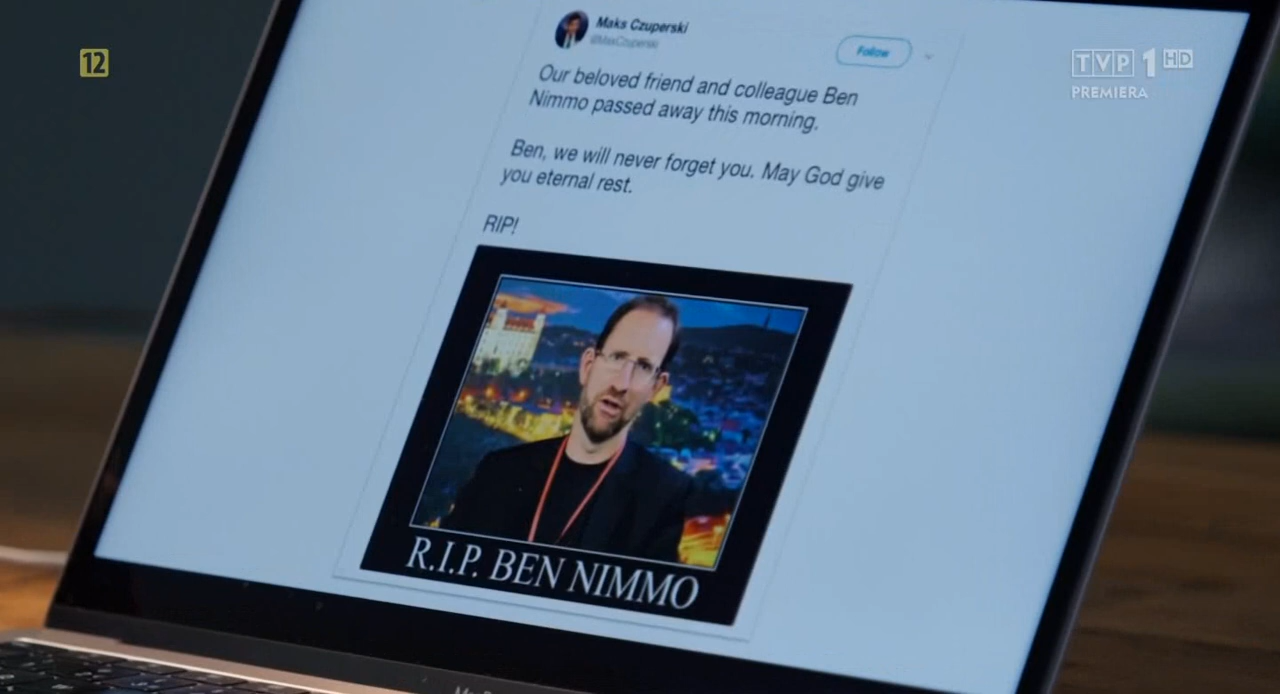 12
TVP 1 HD
PREMIERA
Maks Czuperski
@MaxCzuperski
Follow
Our beloved friend and colleague Ben
Nimmo passed away this morning.
Ben, we will never forget you. May God give
you eternal rest.
RIP!
R.I.P. BEN NIMMO